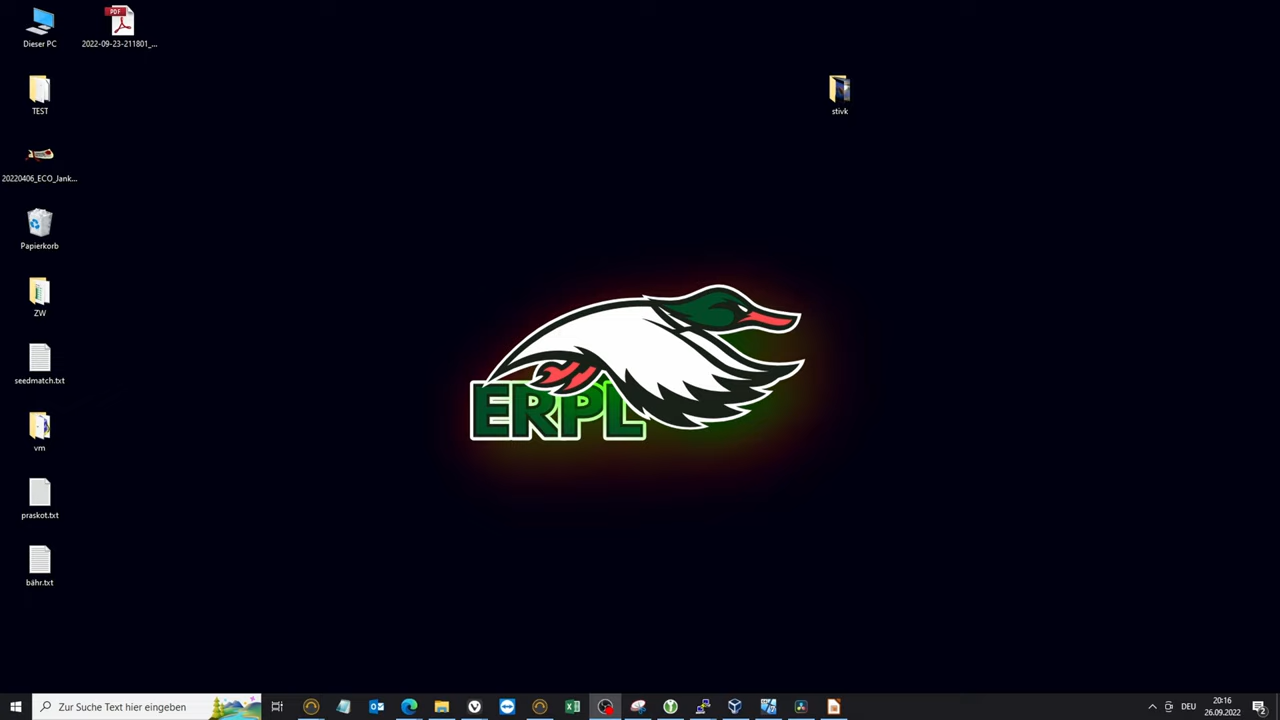 Dieser PC
2022-09-23-211801_...
TEST
stivk
20220406_ECO_Jank...
Papierkorb
ZW
seedmatch.txt
ERPL
vm
praskot.txt
bähr.txt
Zur Suche Text hier eingeben
DEU
20:16
26.09.2022
2